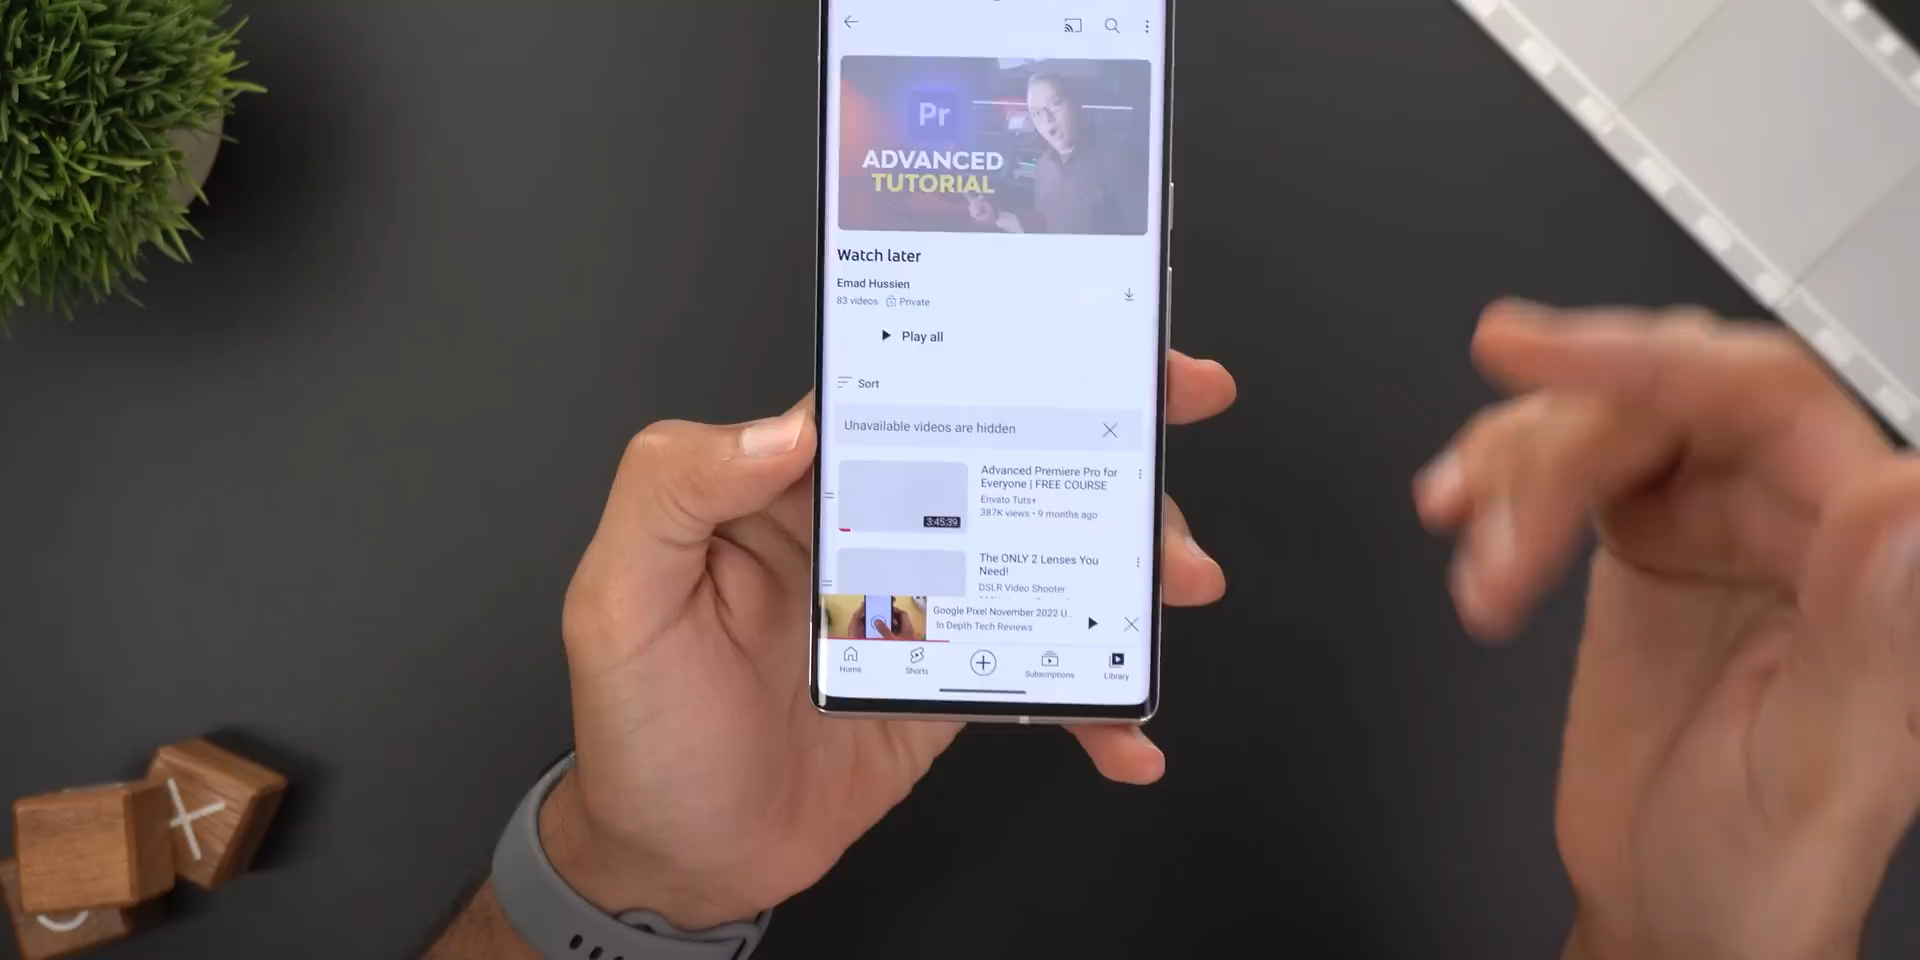 Pr
ADVANCED
TUTORIAL
Watch later
Emad Hussien
83 videos Private
Play all
Sort
Unavailable videos are hidden
Advanced Premiere Pro for
Everyone | FREE COURSE
Envato Tuts+
387K views • 9 months ago
3:45:39
The ONLY 2 Lenses You
Need!
DSLR Video Shooter
Google Pixel November 2022 U...
In Depth Tech Reviews
Home
Shorts
Subscriptions
Library